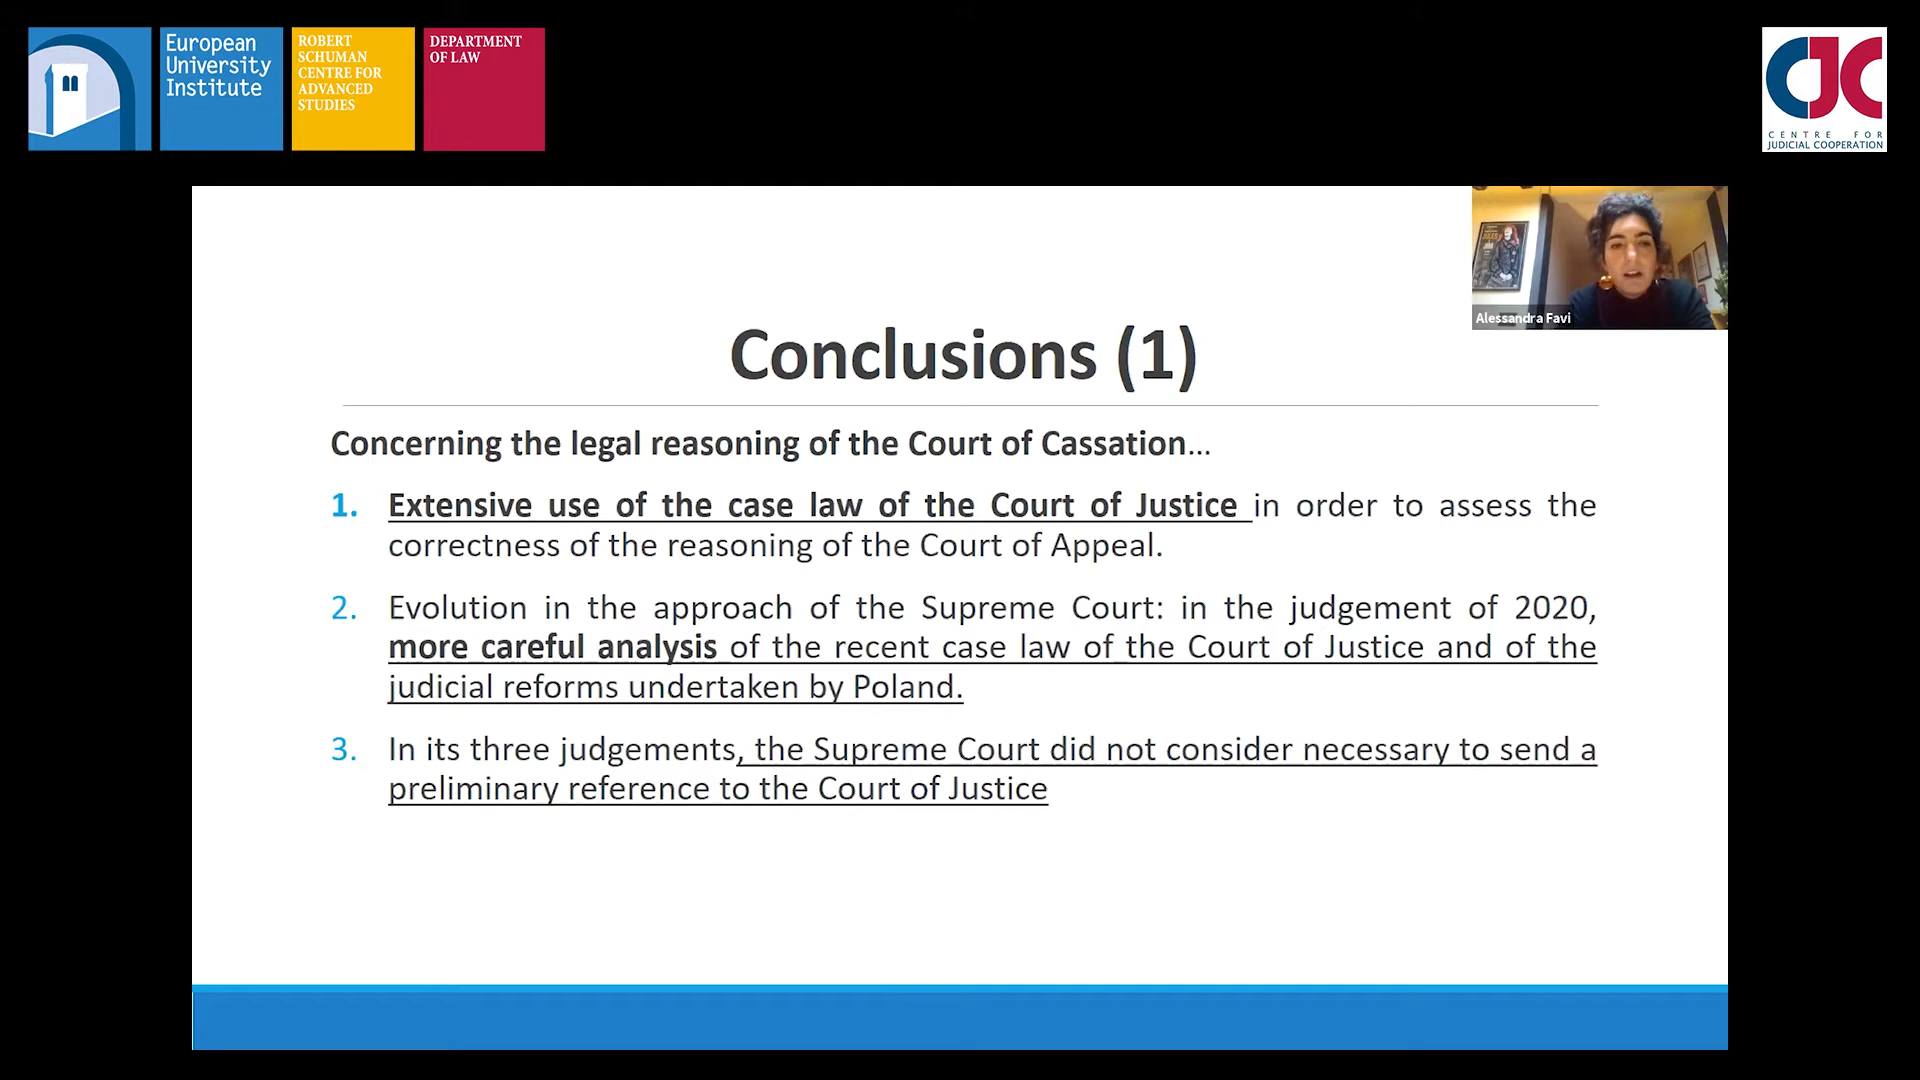 European
University
Institute
ROBERT
SCHUMAN
CENTRE FOR
ADVANCED
STUDIES
DEPARTMENT
OF LAW
CJC
CENTRE FOR
JUDICIAL COOPERATION
Alessandra Favi
Conclusions (1)
Concerning the legal reasoning of the Court of Cassation...
1. Extensive use of the case law of the Court of Justice in order to assess the
correctness of the reasoning of the Court of Appeal.
2. Evolution in the approach of the Supreme Court: in the judgement of 2020,
more careful analysis of the recent case law of the Court of Justice and of the
judicial reforms undertaken by Poland.
3. In its three judgements, the Supreme Court did not consider necessary to send a
preliminary reference to the Court of Justice